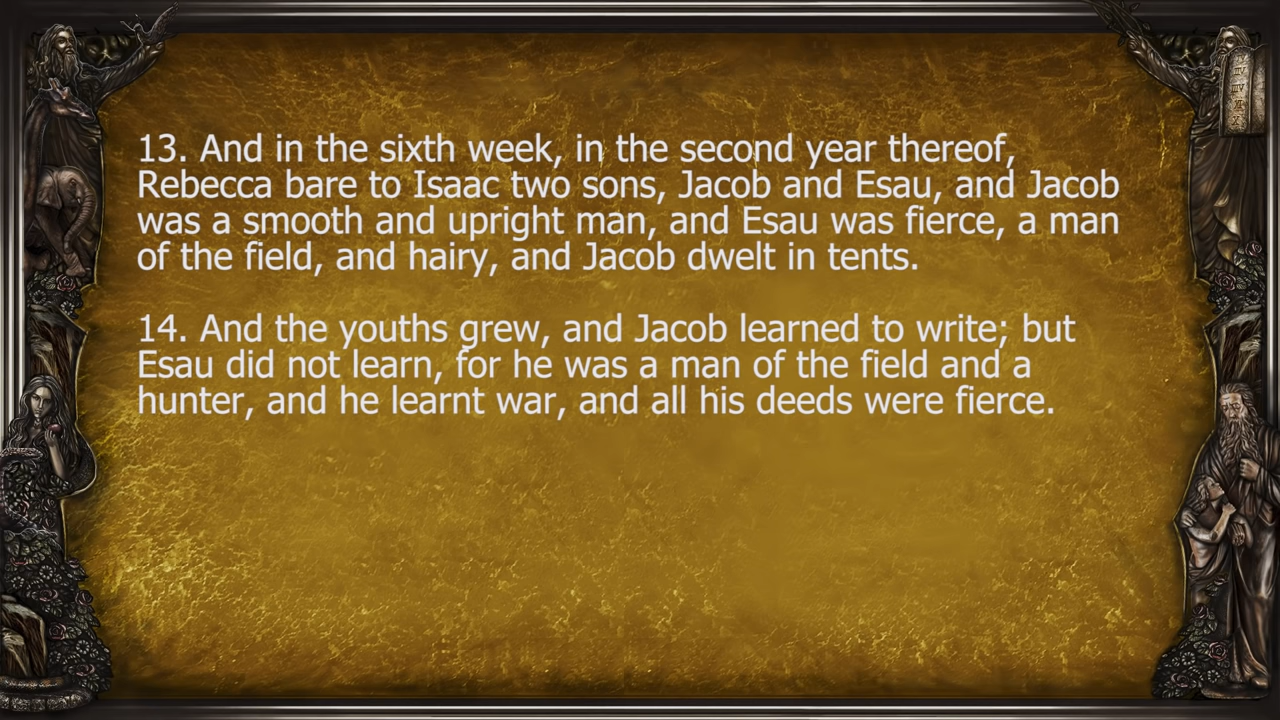 13. And in the sixth week, in the second year thereof,
Rebecca bare to Isaac two sons, Jacob and Esau, and Jacob
was a smooth and upright man, and Esau was fierce, a man
of the field, and hairy, and Jacob dwelt in tents.
14. And the youths grew, and Jacob learned to write; but
Esau did not learn, for he was a man of the field and a
hunter, and he learnt war, and all his deeds were fierce.